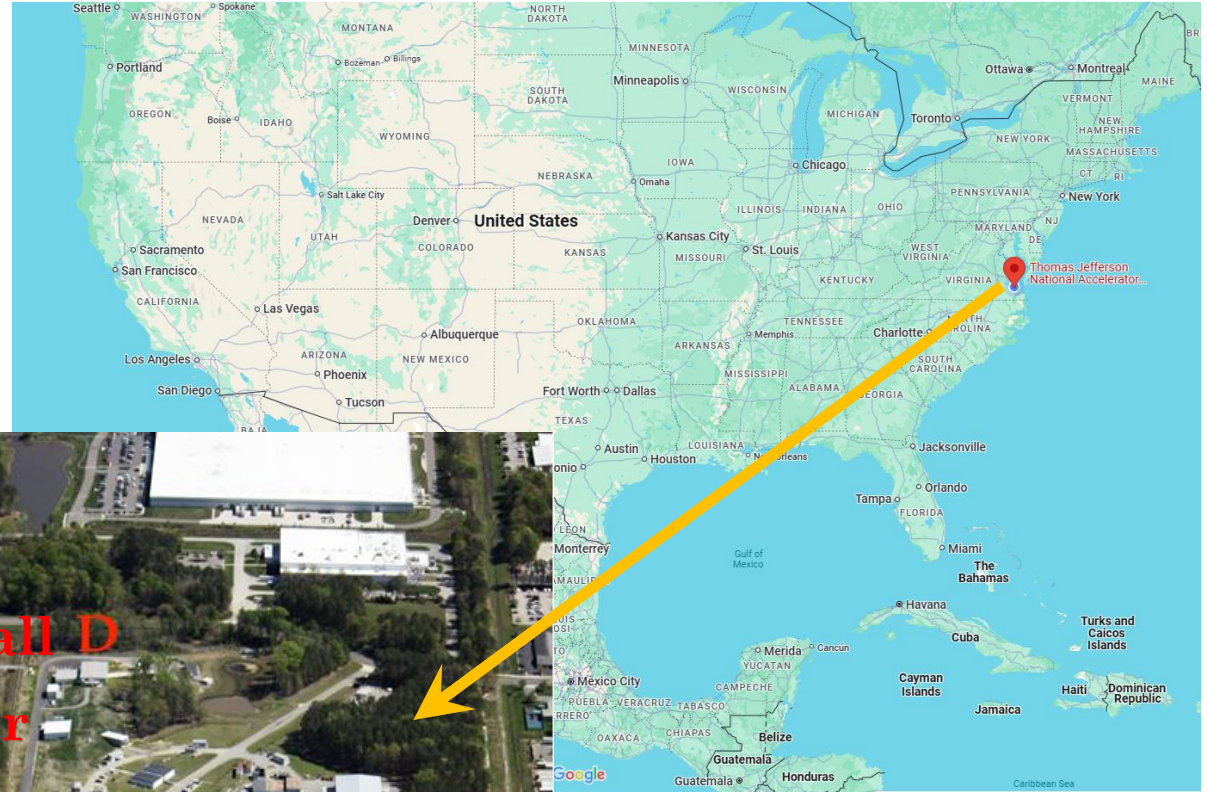 Seattle
Spokane
WASHINGTON
NORTH
DAKOTA
MONTANA
MINNESOTA
Portland
Bozeman
Billings
Ottawa
Montreal
MAINE
Minneapolis
SOUTH
DAKOTA
WISCONSIN
VERMONT
OREGON
Boise
IDAHO
MICHIGAN
Toronto
NEW
HAMPSHIRE
WYOMING
NEW YORK
MASSACHUSETTS
IOWA
Chicago
CT
RI
NEBRASKA
Omaha
Salt Lake City
PENNSYLVANIA
New York
ILLINOIS
INDIANA
OHIO
NEVADA
Denver
United States
NJ
MARYLAND
UTAH
COLORADO
Kansas City
DE
Sacramento
KANSAS
MISSOURI
St. Louis
WEST
VIRGINIA
San Francisco
Thomas Jefferson
National Accelerator...
KENTUCKY
VIRGINIA
CALIFORNIA
Las Vegas
OKLAHOMA
TENNESSEE
Albuquerque
Memphis
Charlotte
Los Angeles
ARIZONA
NEW MEXICO
ARKANSAS
SOUTH
CAROLINA
Phoenix
MISSISSIPPI
San Diego
Fort Worth
Dallas
ALABAMA
Tucson
TEXAS
Austin
LOUISIANA
Jacksonville
Houston
Orlando
Tampa
FLORIDA
Monterrey
Gulf of
Mexico
Miami
The
Bahamas
Havana
Turks and
Caicos
Islands
Cuba
all D
r
Merida
Cancún
YUCATAN
Mexico City
CAMPECHE
Cayman
Islands
Haiti
Dominican
Republic
PUEBLA
VERACRUZ
TABASCO
Jamaica
OAXACA
CHIAPAS
Belize
Guatemala
Google
Guatemala
Honduras
Caribbean Sea